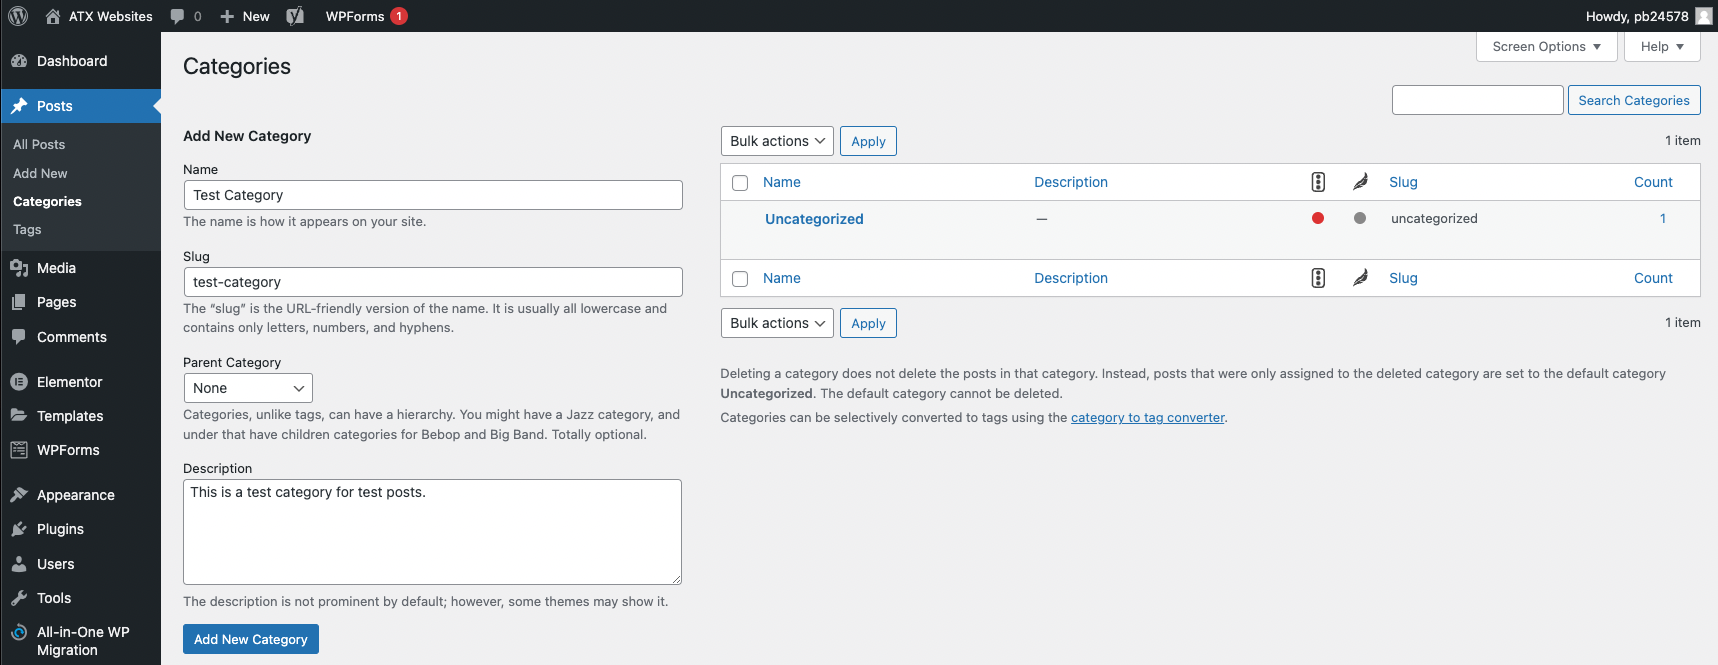 ATX Websites 0 New WPForms 1 Howdy, pb24578
Dashboard
Posts
All Posts
Add New
Categories
Tags
Media
Pages
Comments
Elementor
Templates
WPForms
Appearance
Plugins
Users
Tools
All-in-One WP
Migration
Screen Options Help
Categories
Search Categories
Add New Category
Name
Test Category
The name is how it appears on your site.
Slug
test-category
The “slug” is the URL-friendly version of the name. It is usually all lowercase and
contains only letters, numbers, and hyphens.
Parent Category
None
Categories, unlike tags, can have a hierarchy. You might have a Jazz category, and
under that have children categories for Bebop and Big Band. Totally optional.
Description
This is a test category for test posts.
The description is not prominent by default; however, some themes may show it.
Add New Category
Bulk actions Apply 1 item
Name Description Slug Count
Uncategorized — uncategorized 1
Name Description Slug Count
Bulk actions Apply 1 item
Deleting a category does not delete the posts in that category. Instead, posts that were only assigned to the deleted category are set to the default category
Uncategorized. The default category cannot be deleted.
Categories can be selectively converted to tags using the category to tag converter.